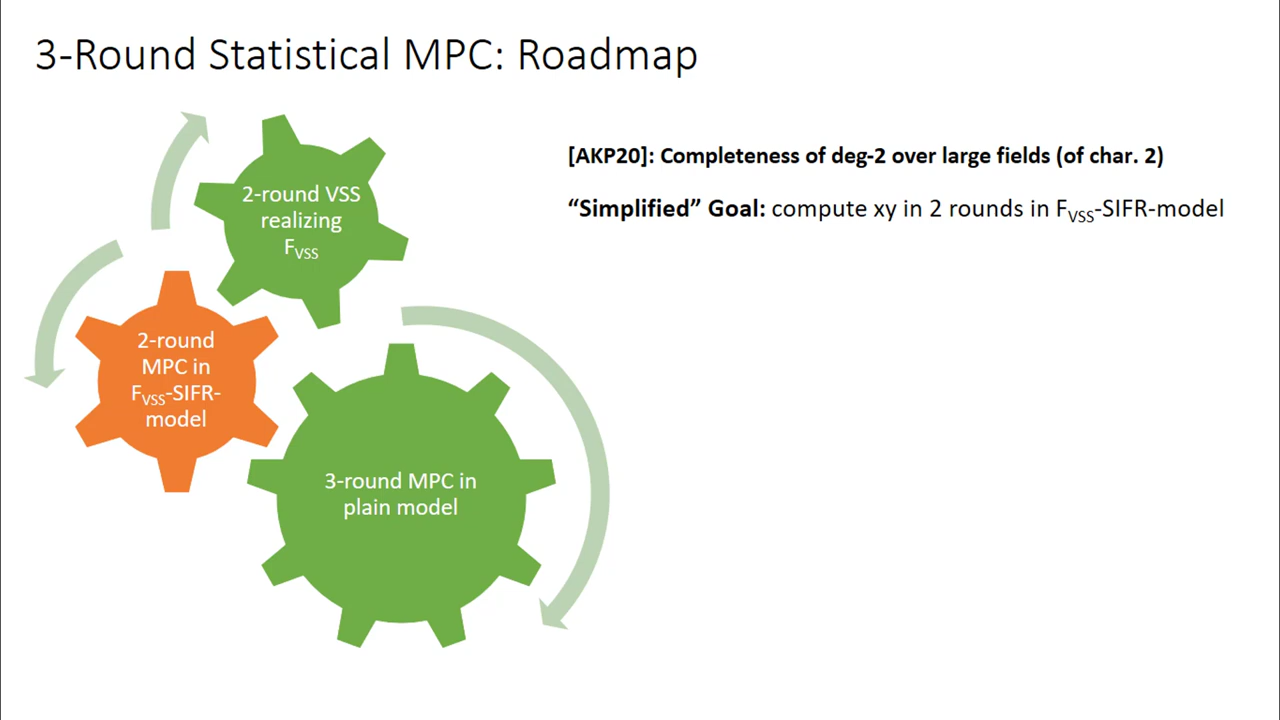 3-Round Statistical MPC: Roadmap
[AKP20]: Completeness of deg-2 over large fields (of char. 2)
“Simplified” Goal: compute xy in 2 rounds in FVSS-SIFR-model
2-round VSS
realizing
FVSS
2-round
MPC in
FVSS-SIFR-
model
3-round MPC in
plain model